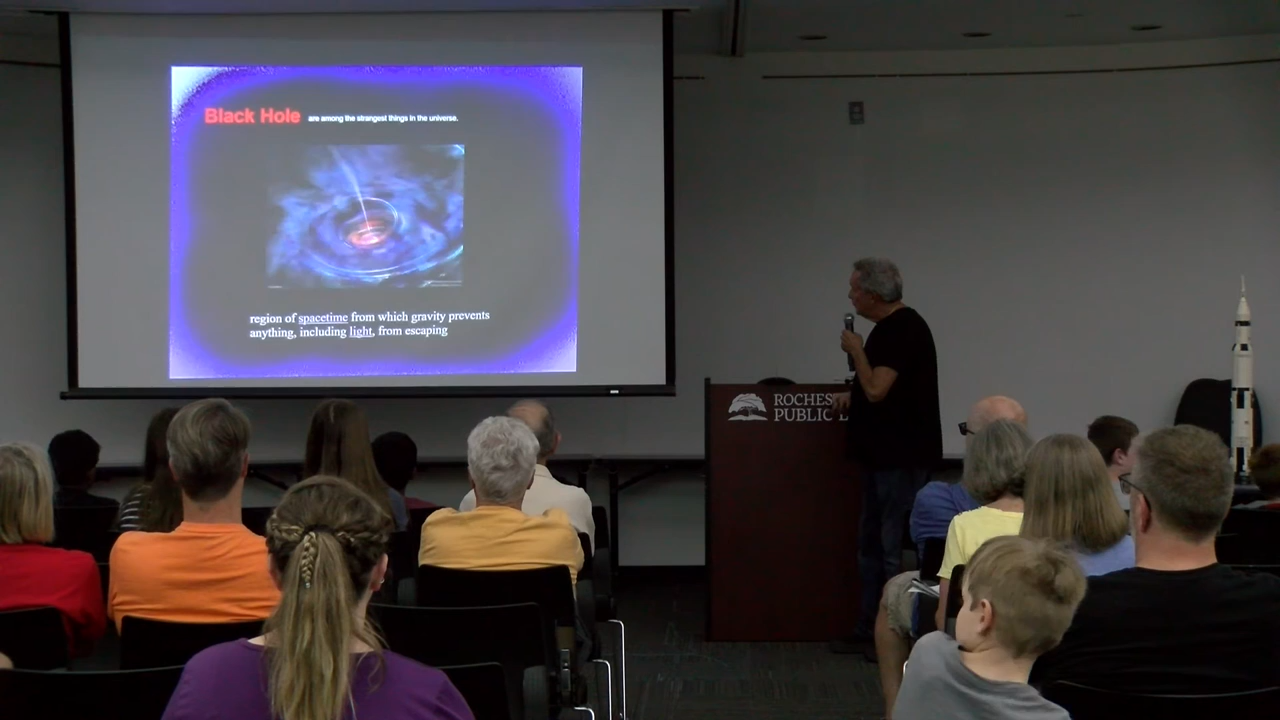 Black Hole are among the strangest things in the universe.
region of spacetime from which gravity prevents
anything, including light, from escaping
ROCHES
PUBLIC L